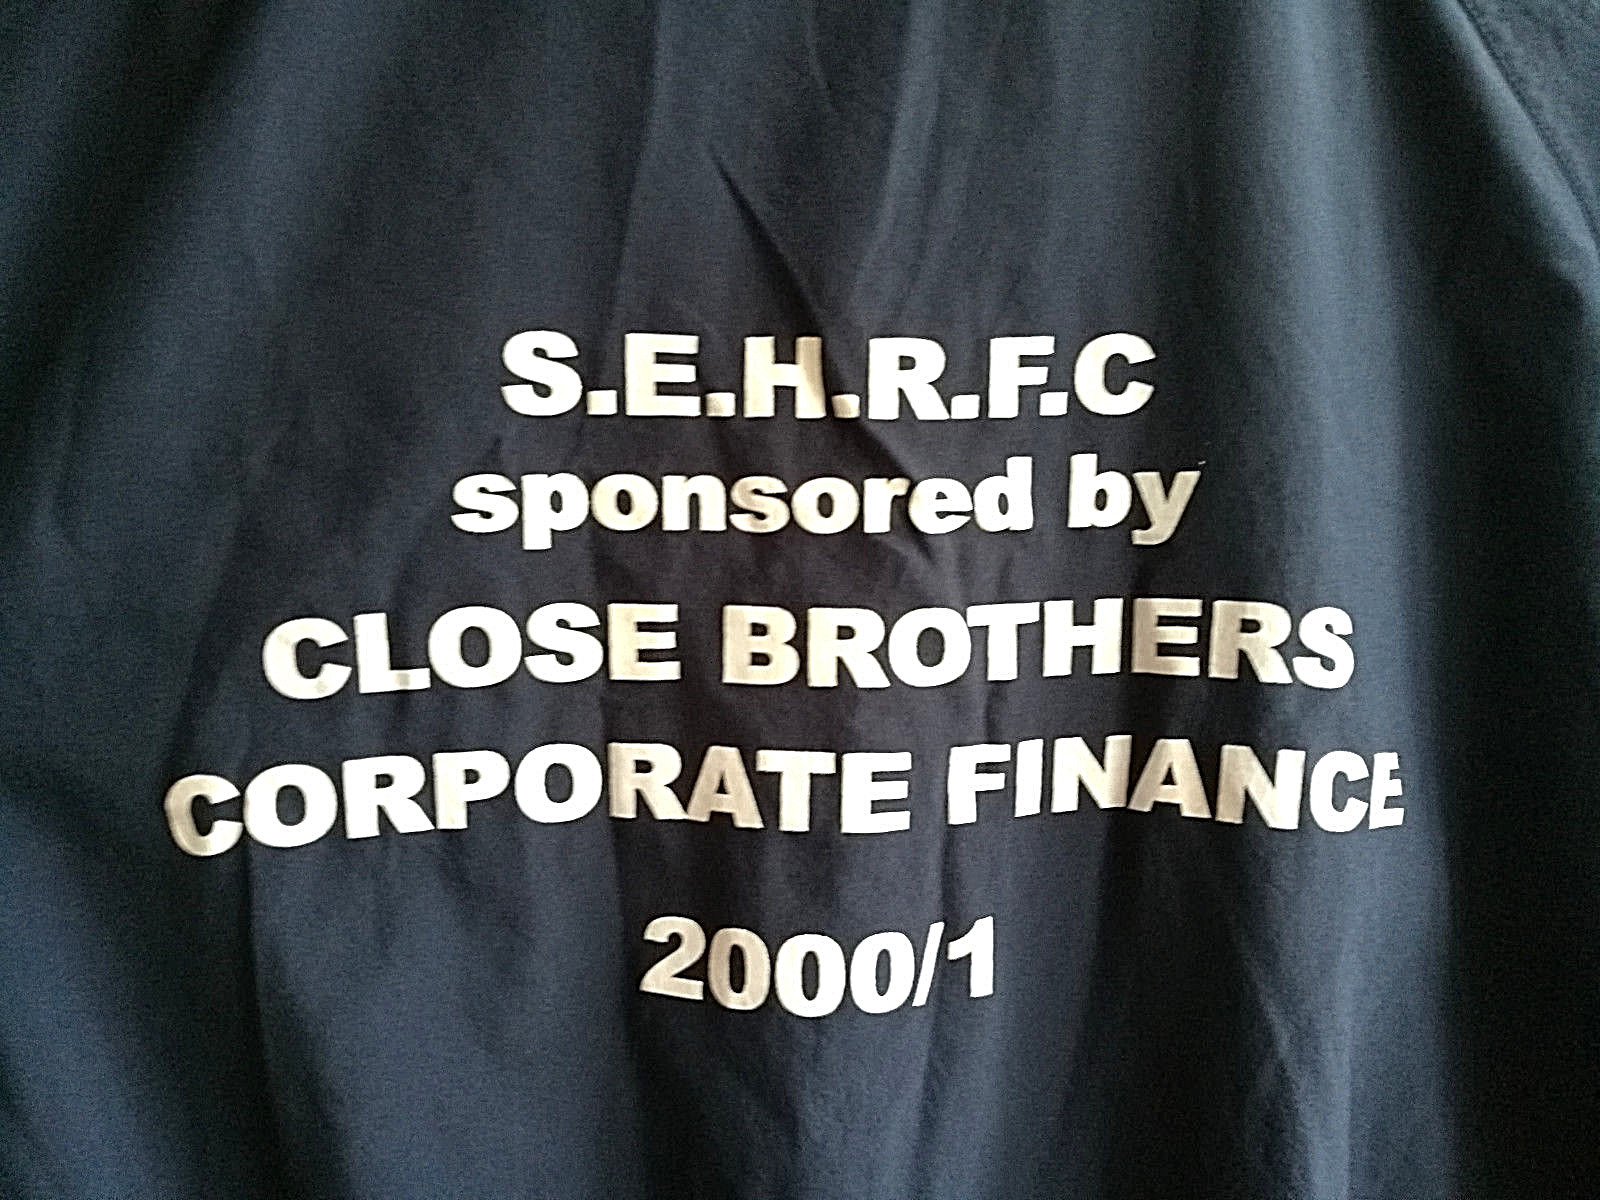 S.E.H.R.F.C
sponsored by
CLOSE BROTHERS
CORPORATE FINANCE
2000/1